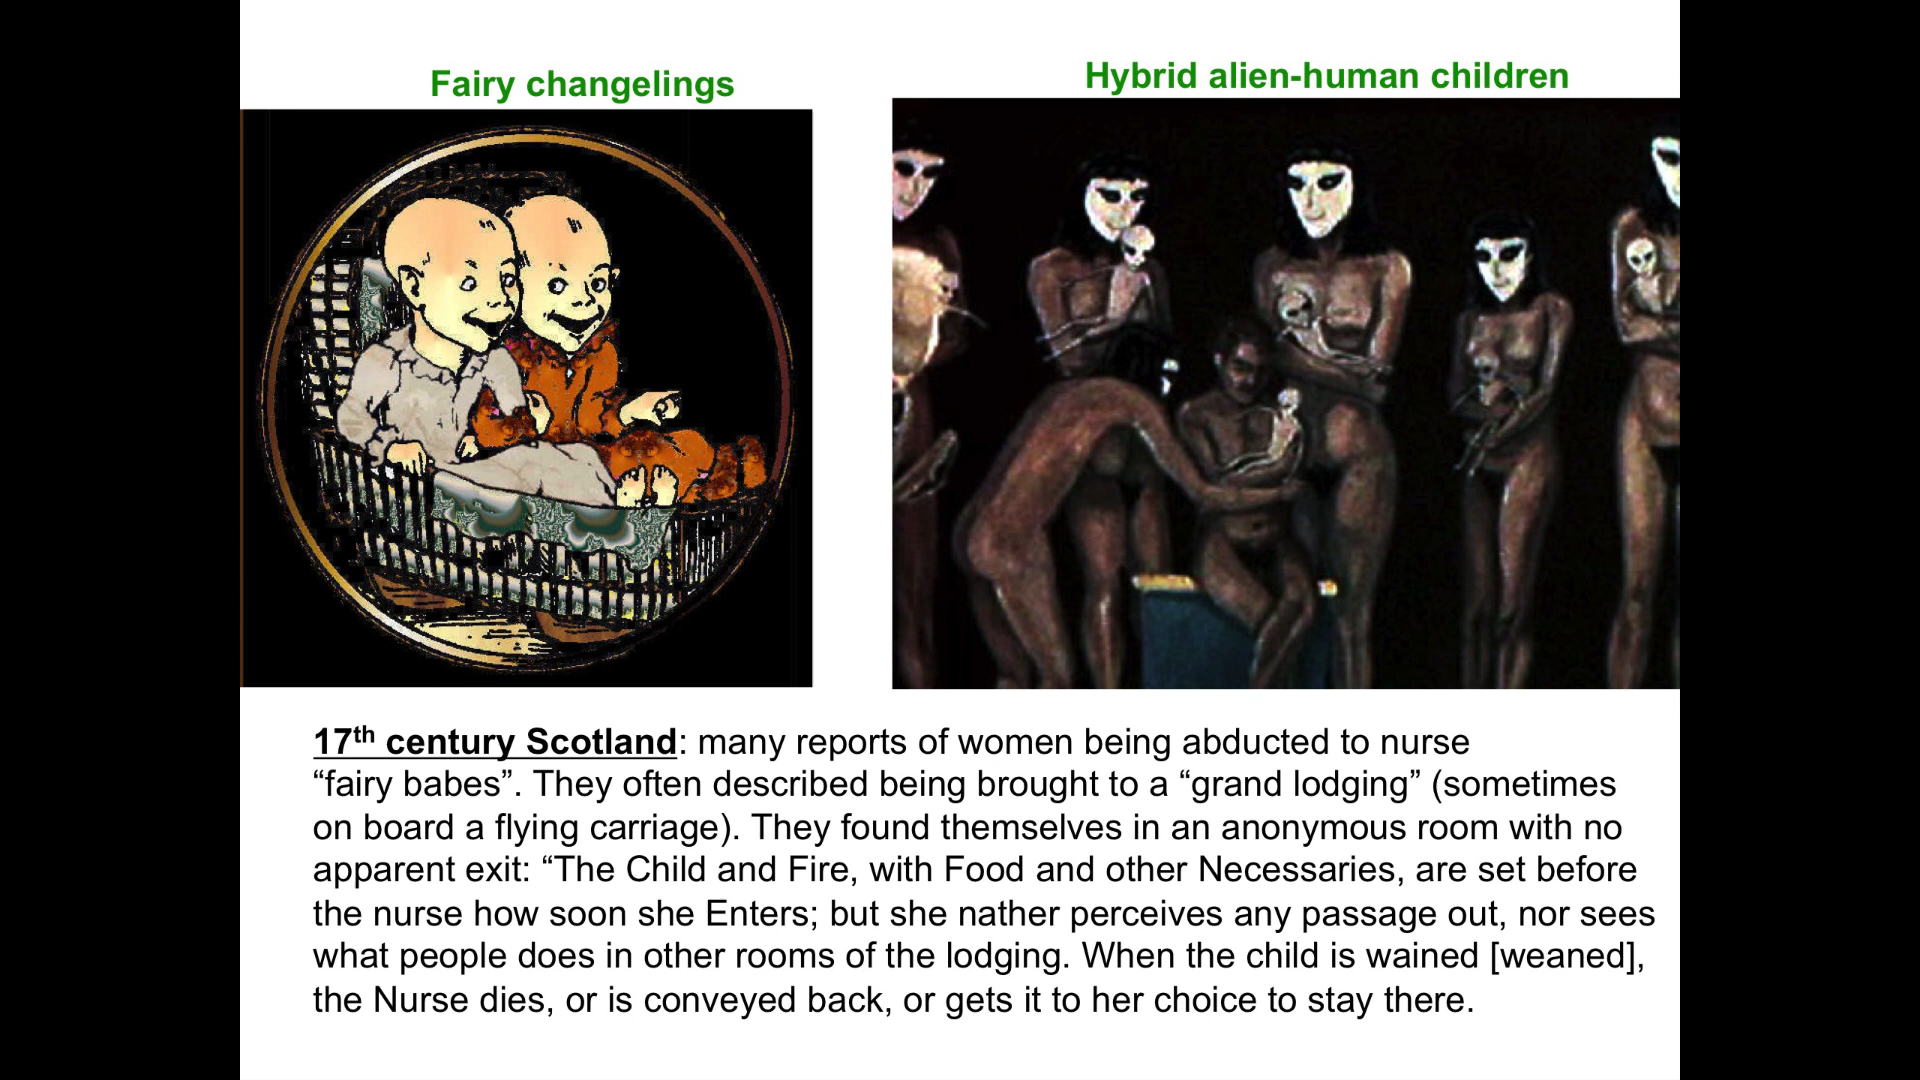 Fairy changelings
Hybrid alien-human children
17th century Scotland: many reports of women being abducted to nurse
“fairy babes”. They often described being brought to a “grand lodging” (sometimes
on board a flying carriage). They found themselves in an anonymous room with no
apparent exit: “The Child and Fire, with Food and other Necessaries, are set before
the nurse how soon she Enters; but she nather perceives any passage out, nor sees
what people does in other rooms of the lodging. When the child is wained [weaned],
the Nurse dies, or is conveyed back, or gets it to her choice to stay there.